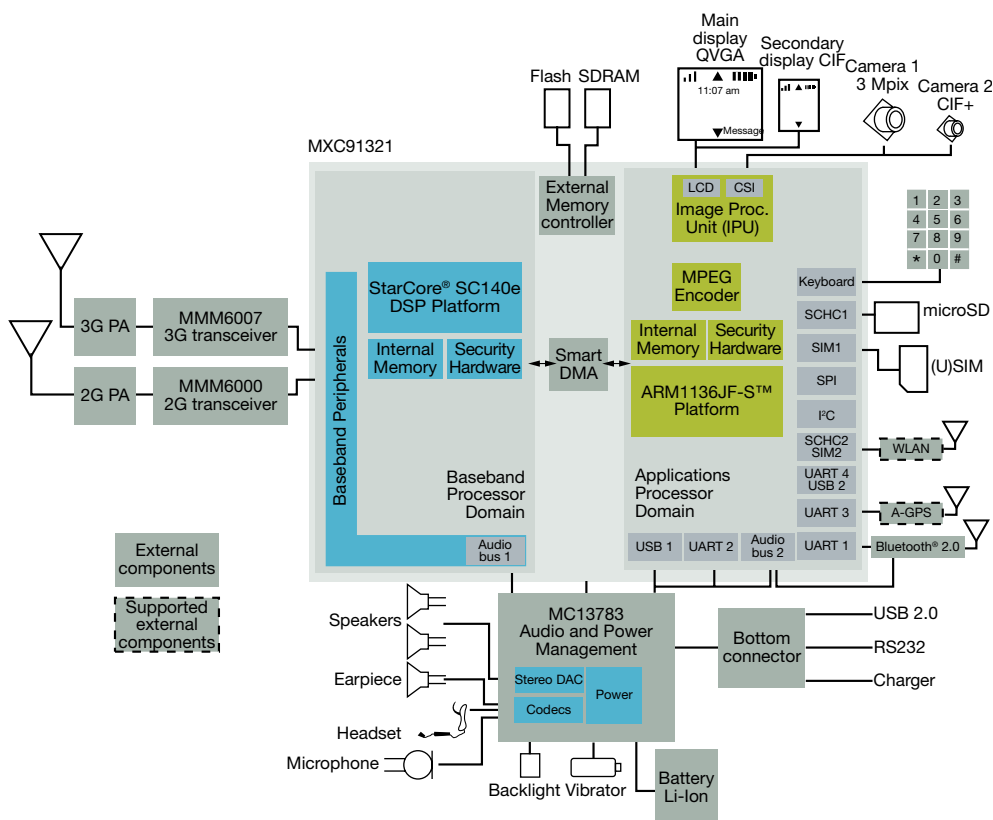 Main
display
QVGA
Secondary
display CIF
Camera 1
3 Mpix
Camera 2
CIF+
Flash
SDRAM
11:07 am
Message
MXC91321
External
Memory
controller
LCD
CSI
Image Proc.
Unit (IPU)
1 2 3
4 5 6
7 8 9
* 0 #
StarCore® SC140e
DSP Platform
MPEG
Encoder
Keyboard
3G PA
MMM6007
3G transceiver
SCHC1
microSD
Internal
Memory
Security
Hardware
Smart
DMA
Internal
Memory
Security
Hardware
SIM1
(U)SIM
2G PA
MMM6000
2G transceiver
Baseband Peripherals
ARM1136JF-S™
Platform
SPI
I²C
SCHC2
SIM2
WLAN
Baseband
Processor
Domain
Applications
Processor
Domain
UART 4
USB 2
UART 3
A-GPS
Audio
bus 1
USB 1
UART 2
Audio
bus 2
UART 1
Bluetooth® 2.0
External
components
Supported
external
components
Speakers
MC13783
Audio and Power
Management
Bottom
connector
USB 2.0
RS232
Charger
Earpiece
Stereo DAC
Codecs
Power
Headset
Microphone
Backlight
Vibrator
Battery
Li-Ion